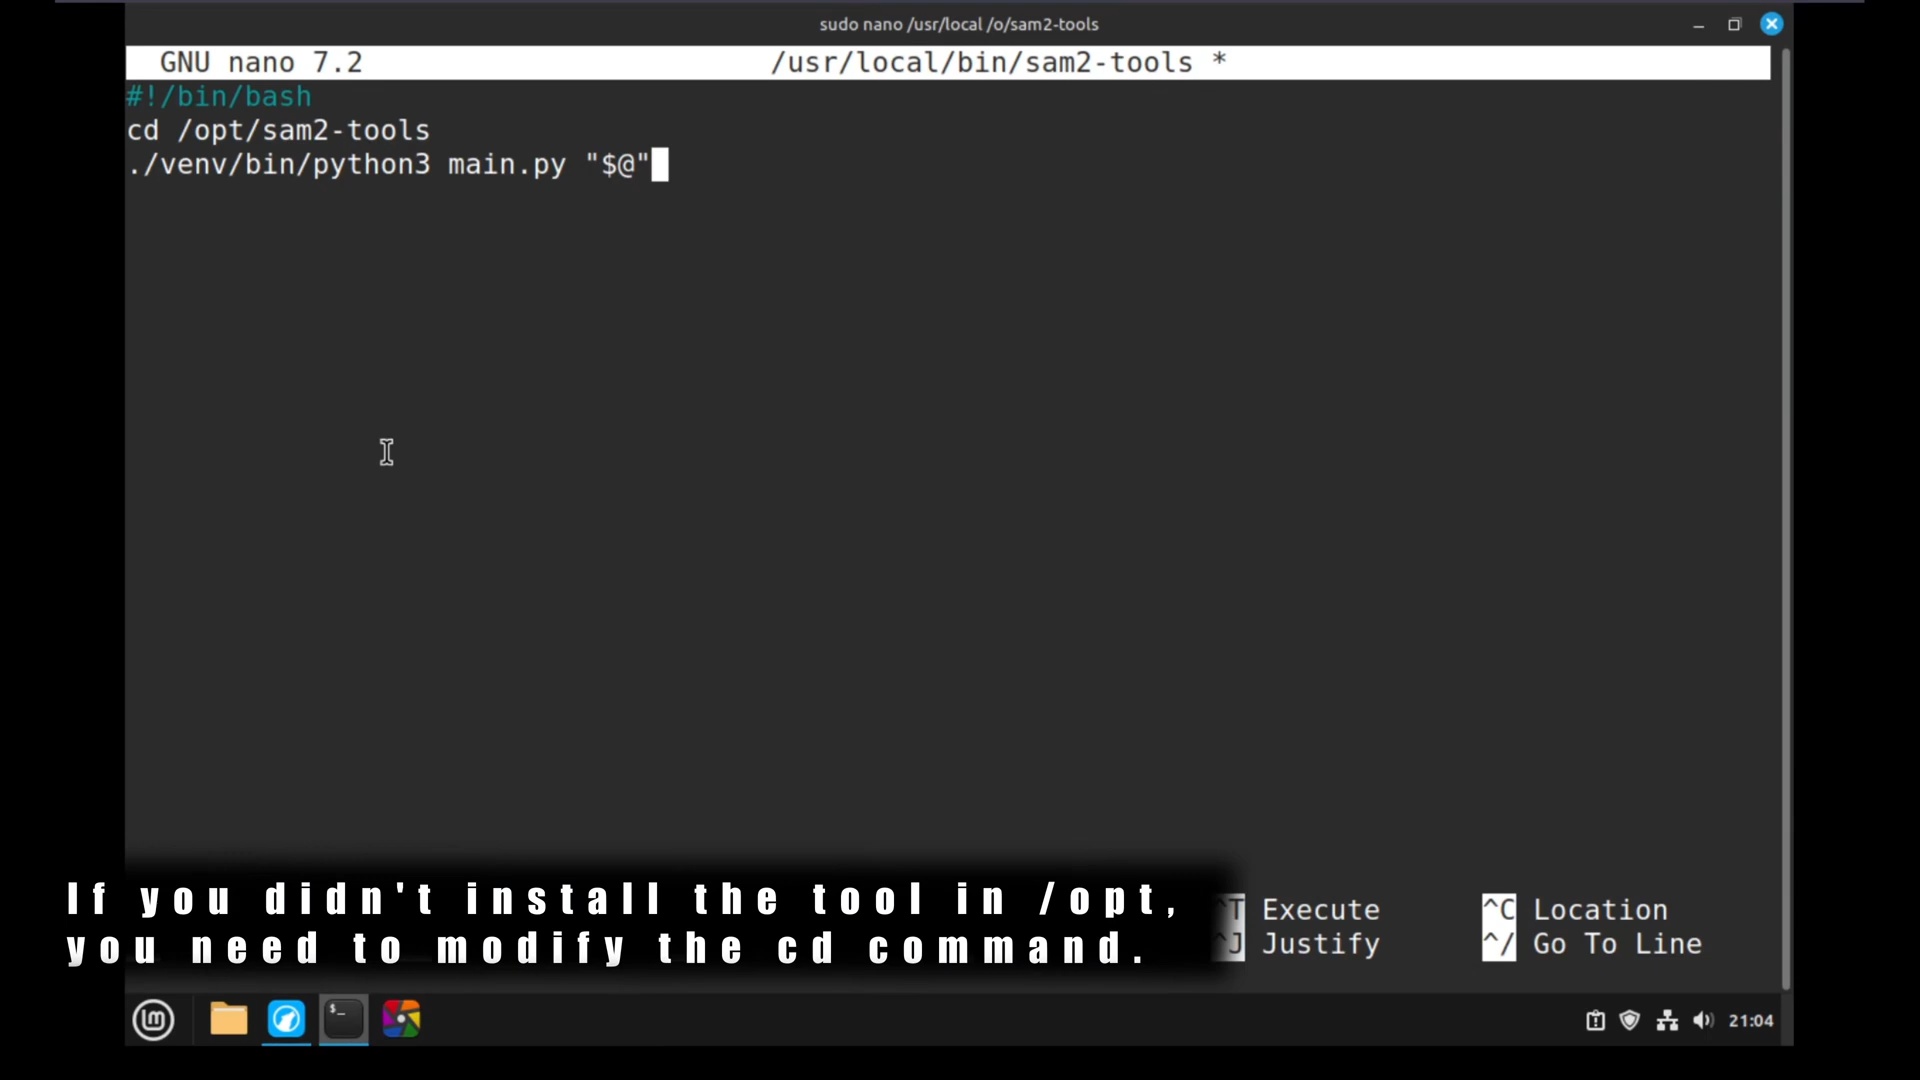 sudo nano /usr/local /o/sam2-tools
GNU nano 7.2 /usr/local/bin/sam2-tools *
#!/bin/bash
cd /opt/sam2-tools
./venv/bin/python3 main.py "$@"
If you didn't install the tool in /opt,
you need to modify the cd command.
^T Execute ^C Location
^J Justify ^/ Go To Line
$_
21:04